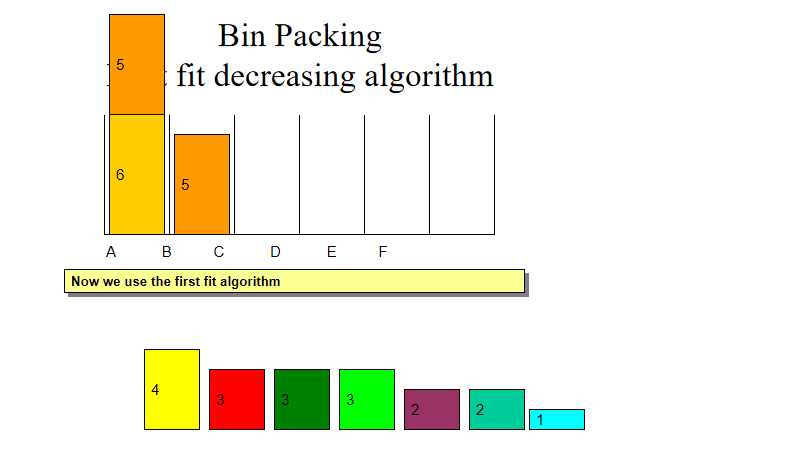 Bin Packing
fit decreasing algorithm
5
6
5
A B C D E F
Now we use the first fit algorithm
4 3 3 3 2 2 1